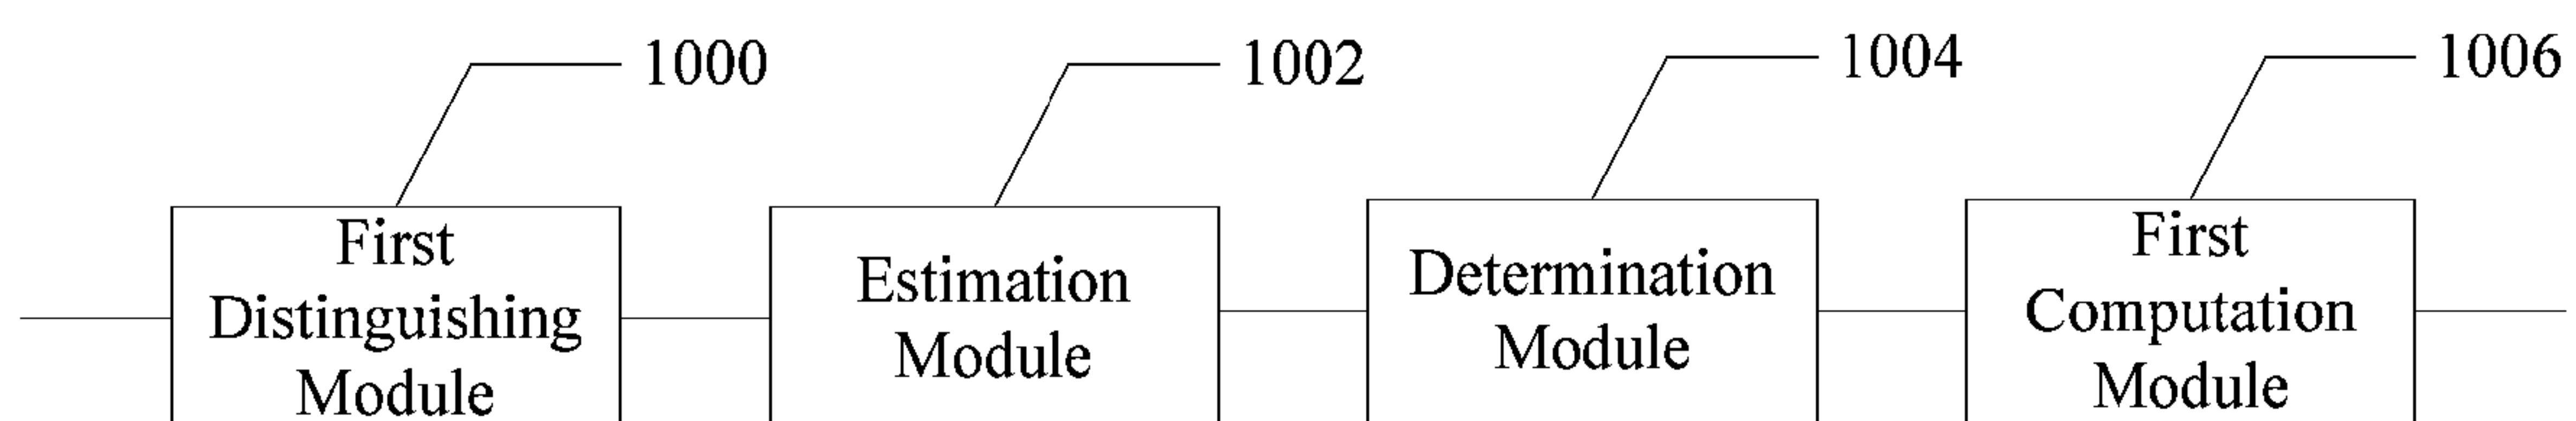 1000
1002
1004
1006
First
Distinguishing
Module
Estimation
Module
Determination
Module
First
Computation
Module